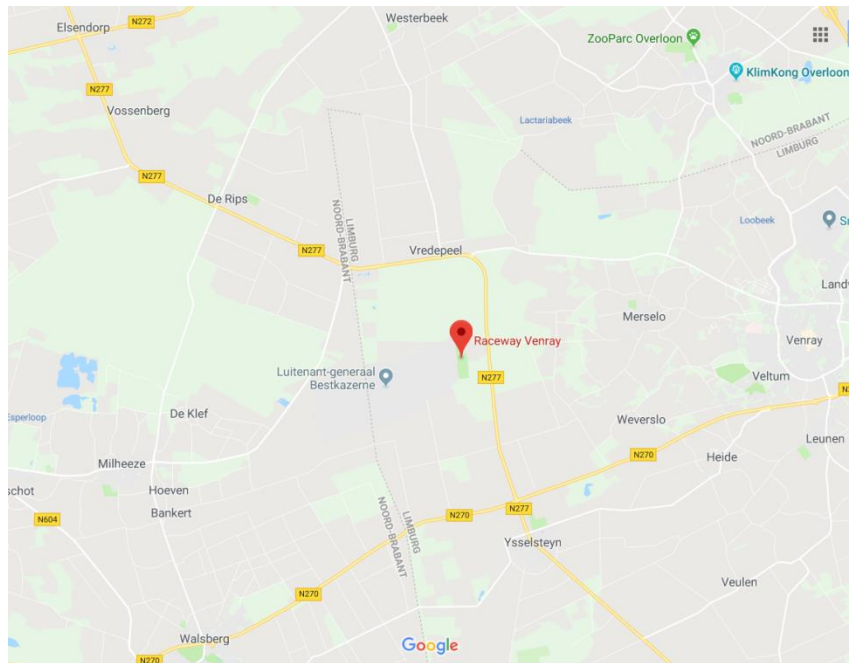 Westerbeek
N272
Elsendorp
ZooParc Overloon
KlimKong Overloon
N277
Vossenberg
Lactariabeek
NOORD-BRABANT
LIMBURG
N277
De Rips
Loobeek
LIMBURG
NOORD-BRABANT
N277
Vredepeel
Landv
Merselo
Raceway Venray
Venray
Luitenant-generaal
Bestkazerne
N277
Veltum
Esperloop
De Klef
Weverslo
Leunen
N270
Heide
Milheeze
schot
Hoeven
Bankert
N604
N270
N277
LIMBURG
NOORD-BRABANT
Ysselsteyn
Veulen
N270
Walsberg
Google
N270